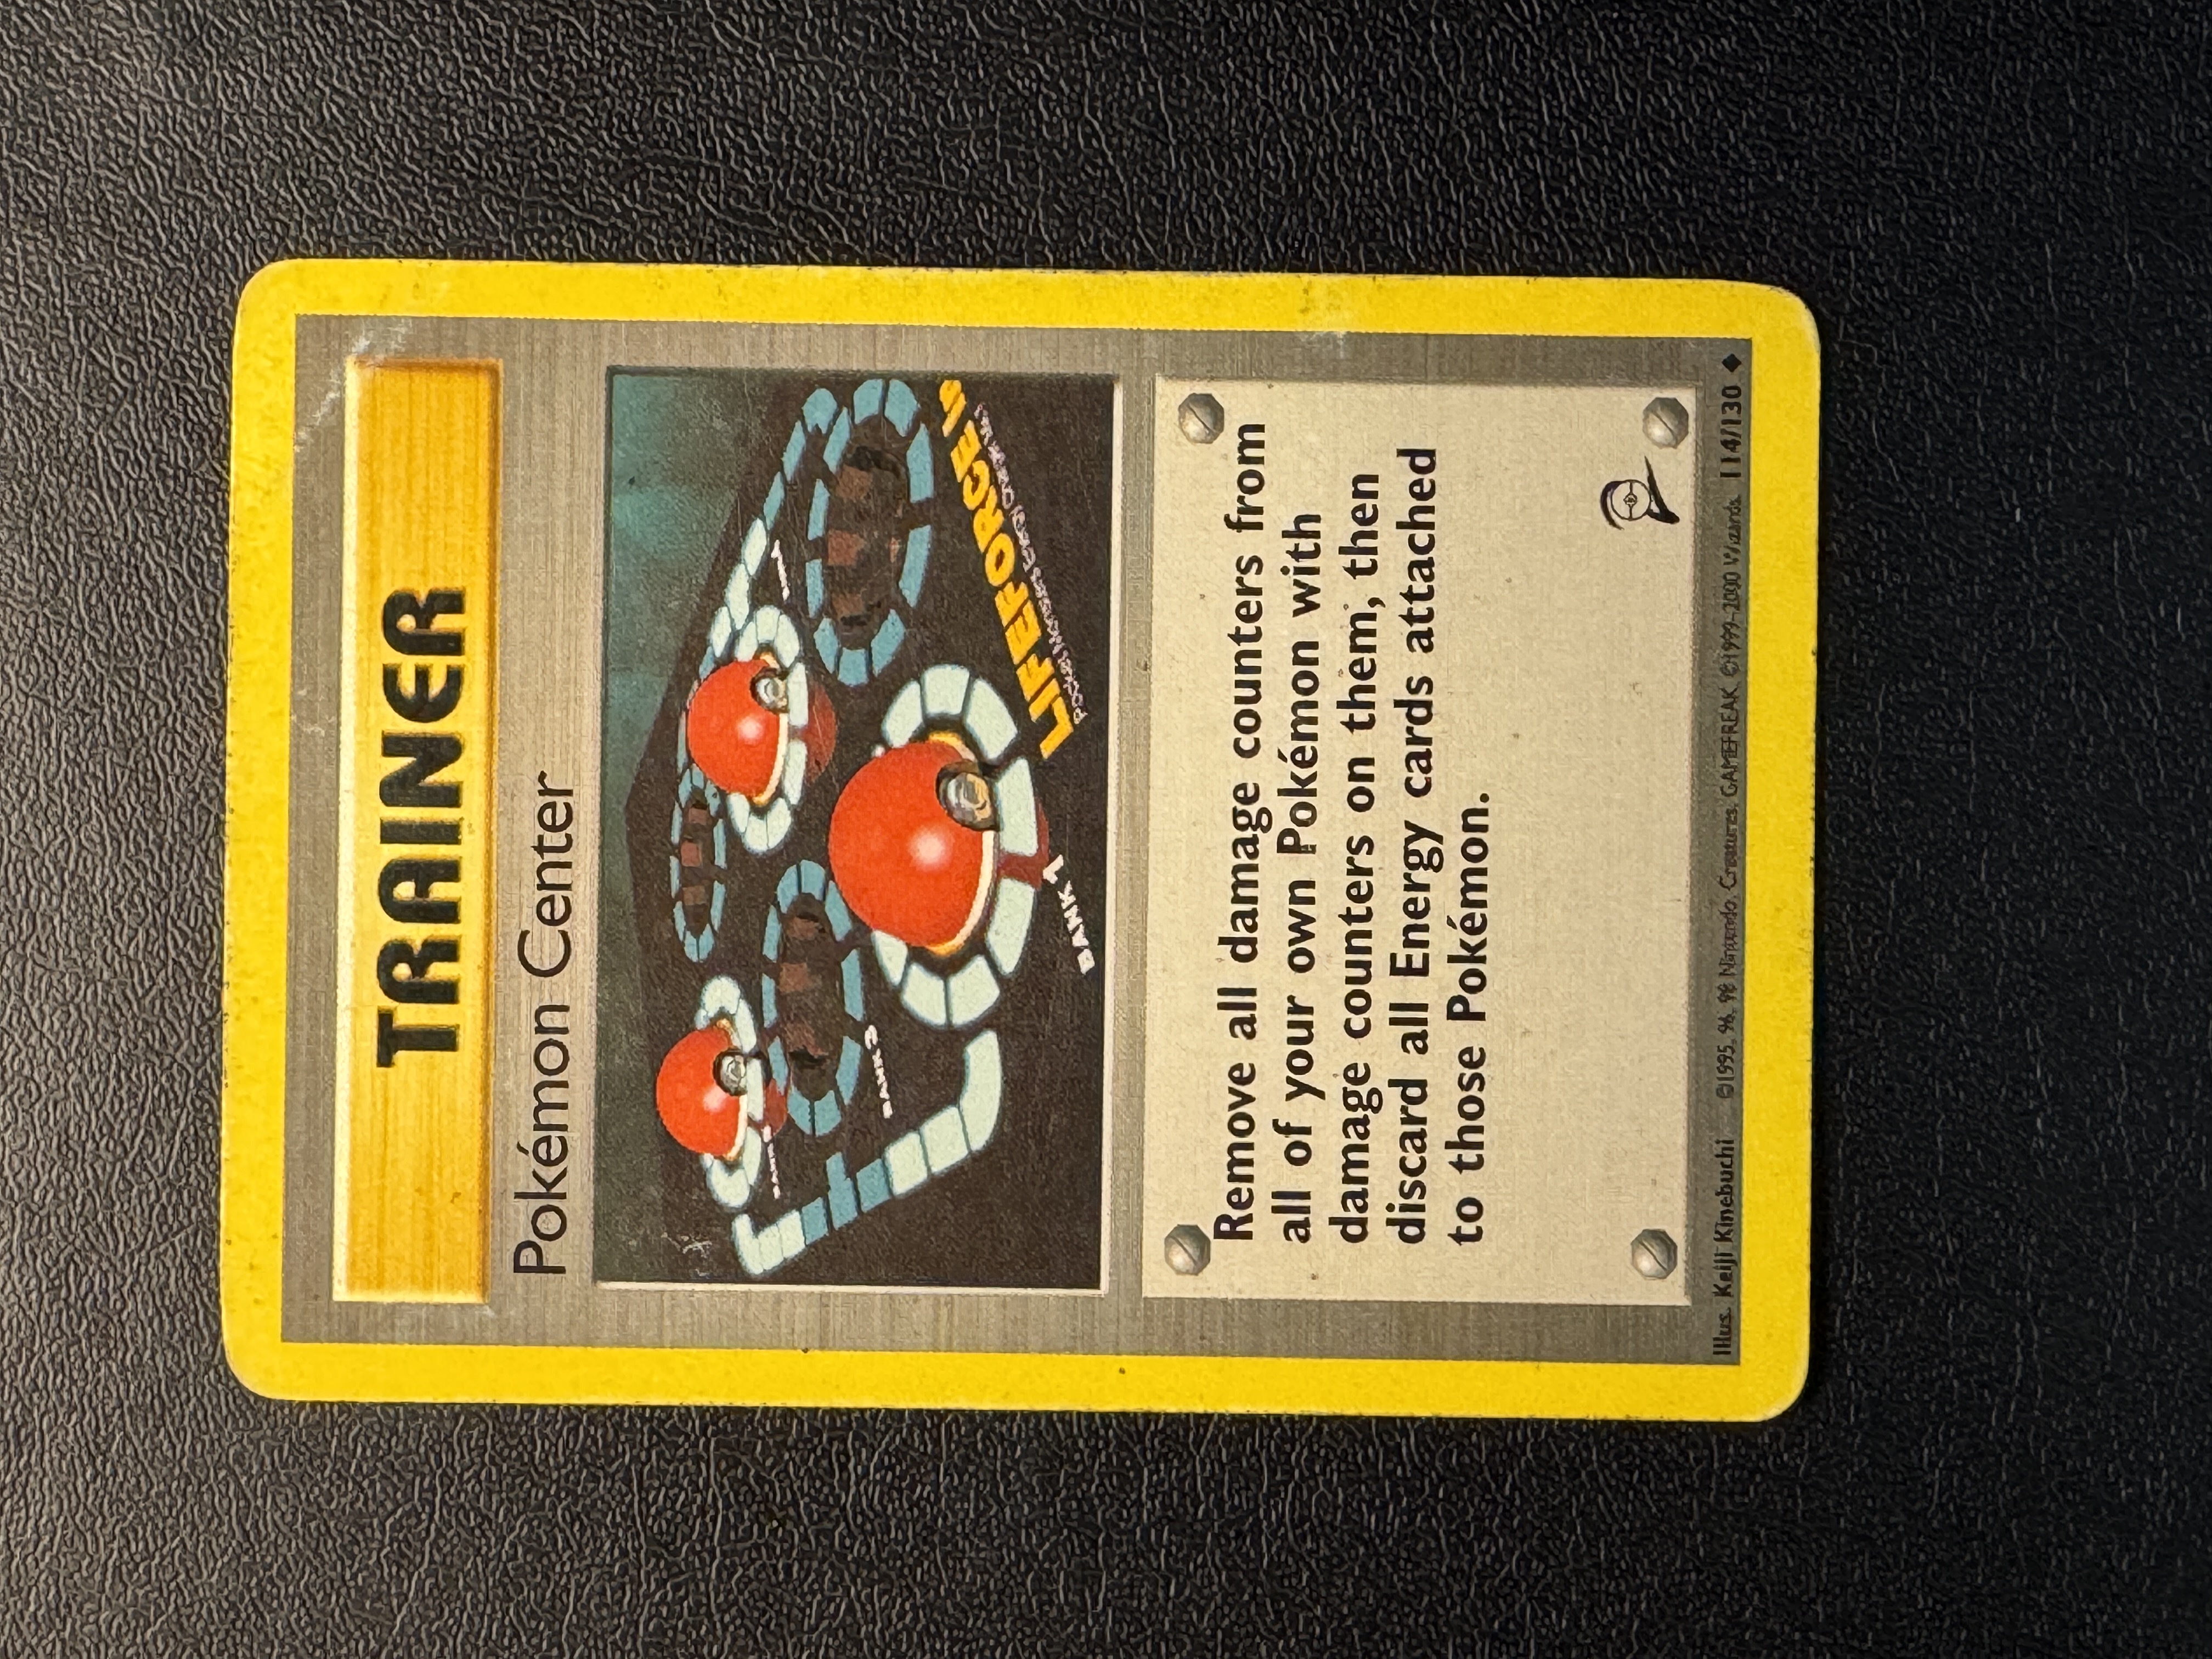 TRAINER
Pokémon Center
BANK 2
BANK 1
LIFEFORCE
Remove all damage counters from
all of your own Pokémon with
damage counters on them, then
discard all Energy cards attached
to those Pokémon.
Illus. Keiji Kinebuchi ©1995, 96, 98 Nintendo, Creatures, GAMEFREAK. ©1999-2000 Wizards. 114/130